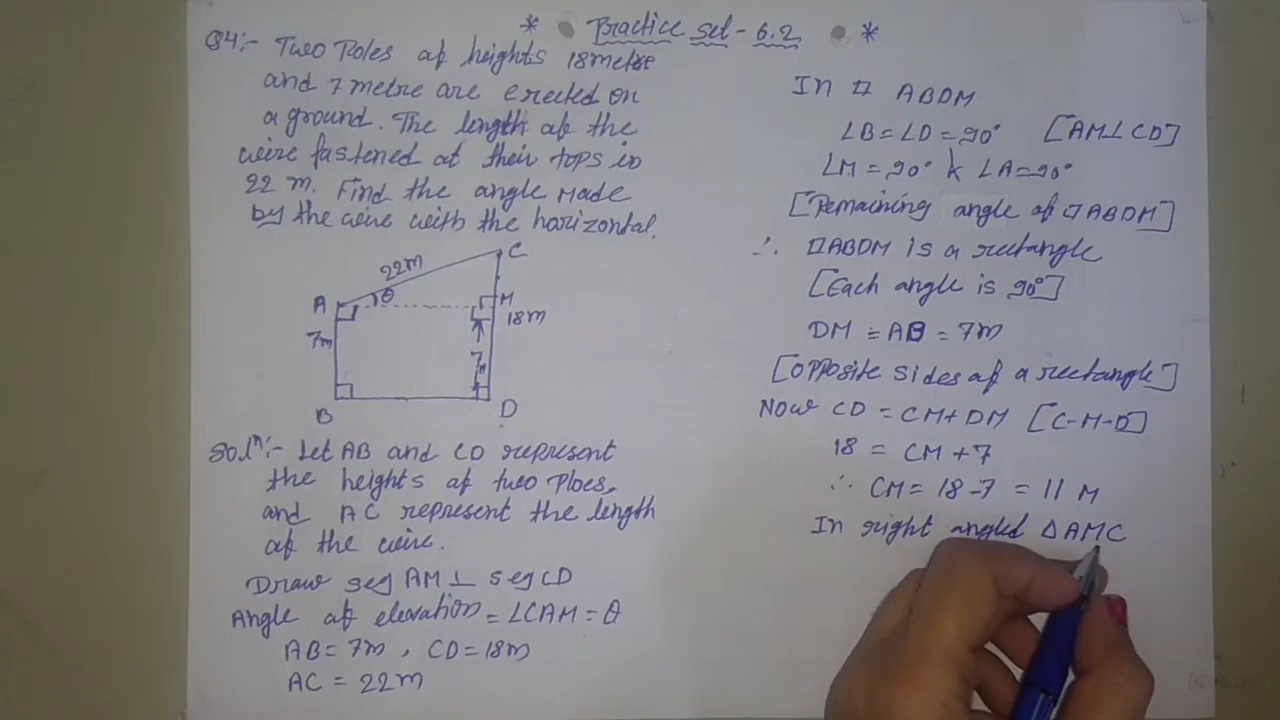 * Practice set - 6.2 *
Q4:- Two Poles of heights 18 metre
and 7 metre are erected on
a ground. The length of the
weire fastened at their tops is
22 m. Find the angle made
by the wire with the horizontal.
C
22m
A θ M
18m
7m
7m
B D
Solⁿ:- Let AB and CD represent
the heights of two Ploes,
and AC represent the length
of the wire.
Draw seg AM ⊥ seg CD
Angle of elevation = ∠CAM = θ
AB = 7m , CD = 18m
AC = 22m
In □ ABDM
∠B = ∠D = 90° [AM ⊥ CD]
∠M = 90° & ∠A = 90°
[Remaining angle of □ABDM]
∴ □ABDM is a rectangle
[Each angle is 90°]
DM = AB = 7m
[opposite sides of a rectangle]
Now CD = CM + DM [C-M-D]
18 = CM + 7
∴ CM = 18 - 7 = 11 M
In right angled ΔAMC